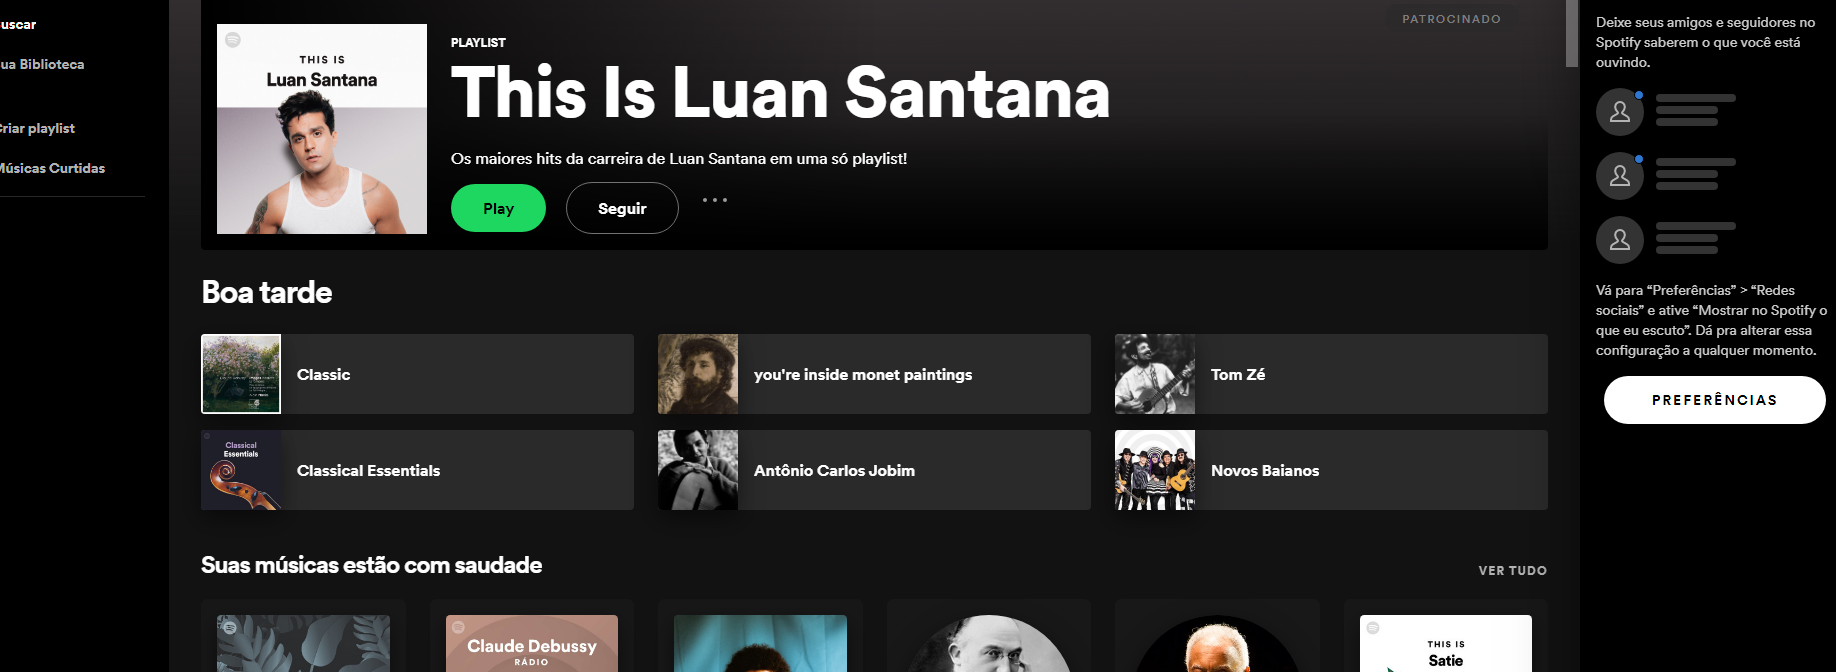 uscar
ua Biblioteca
riar playlist
úsicas Curtidas
PATROCINADO
THIS IS
Luan Santana
PLAYLIST
This Is Luan Santana
Os maiores hits da carreira de Luan Santana em uma só playlist!
Play
Seguir
Boa tarde
Classic
you're inside monet paintings
Tom Zé
Classical
Essentials
Classical Essentials
Antônio Carlos Jobim
Novos Baianos
Suas músicas estão com saudade
VER TUDO
Claude Debussy
RÁDIO
THIS IS
Satie
Deixe seus amigos e seguidores no
Spotify saberem o que você está
ouvindo.
Vá para “Preferências” > “Redes
sociais” e ative “Mostrar no Spotify o
que eu escuto”. Dá pra alterar essa
configuração a qualquer momento.
PREFERÊNCIAS